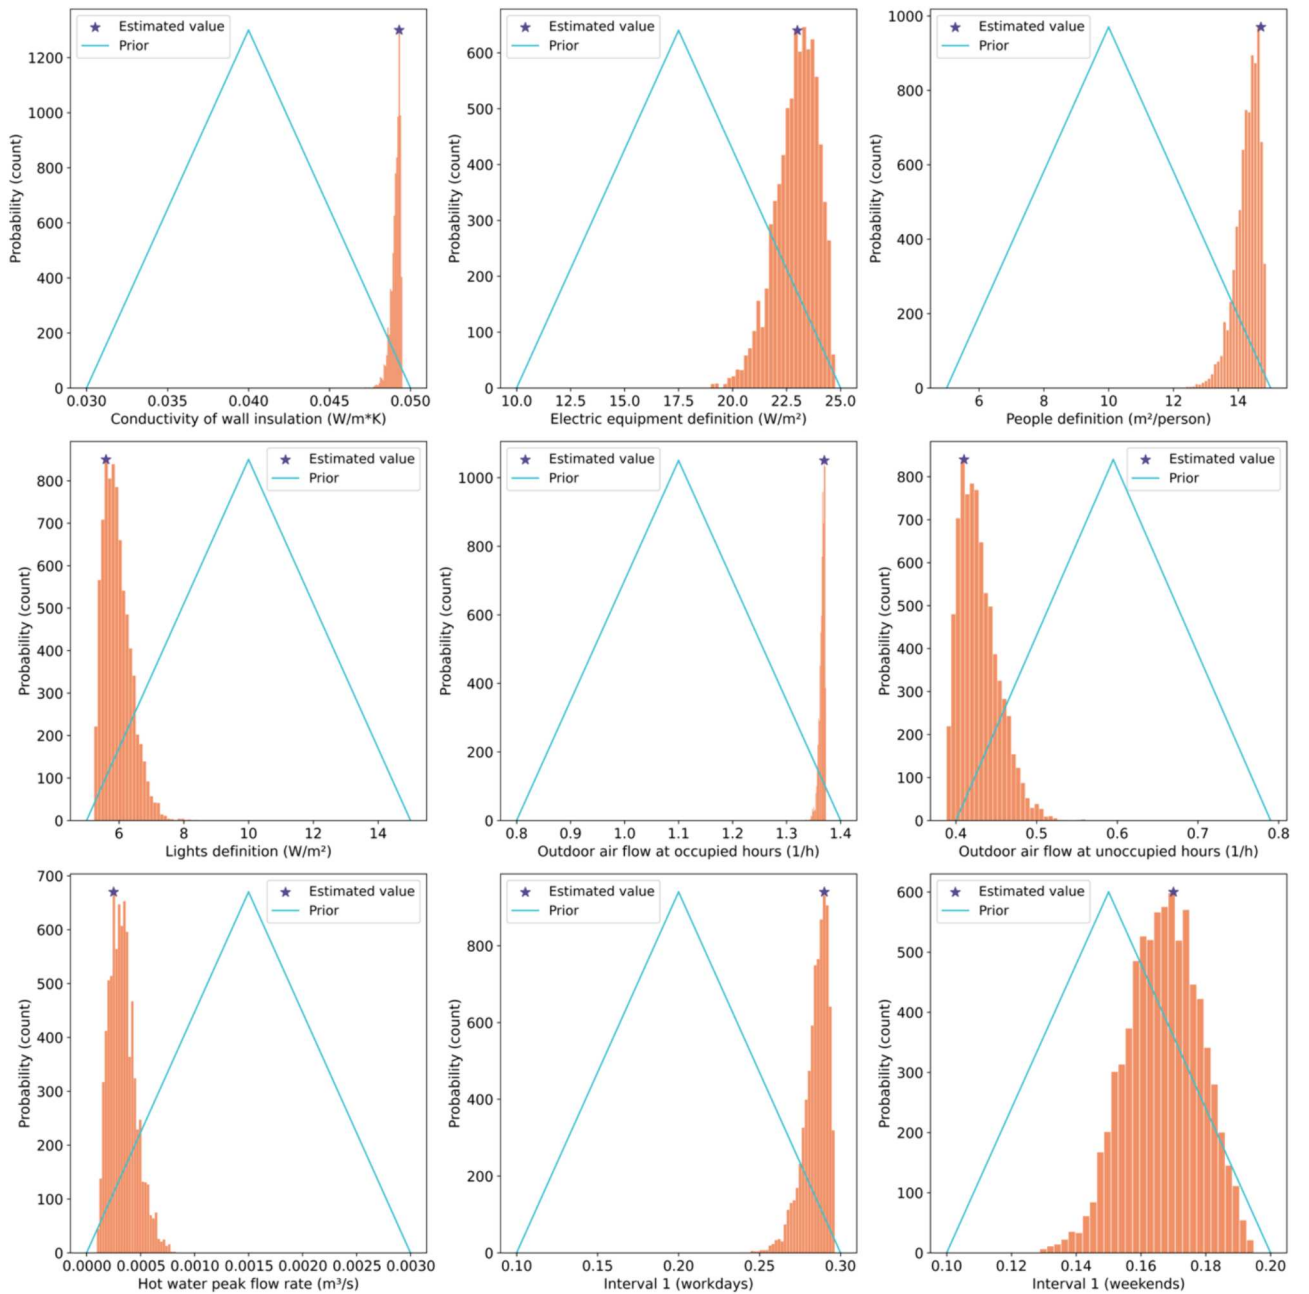 Estimated value
Prior
Probability (count)
1200
1000
800
600
400
200
0
0.030 0.035 0.040 0.045 0.050
Conductivity of wall insulation (W/m*K)
Estimated value
Prior
Probability (count)
600
500
400
300
200
100
0
10.0 12.5 15.0 17.5 20.0 22.5 25.0
Electric equipment definition (W/m²)
Estimated value
Prior
Probability (count)
1000
800
600
400
200
0
6 8 10 12 14
People definition (m²/person)
Estimated value
Prior
Probability (count)
800
700
600
500
400
300
200
100
0
6 8 10 12 14
Lights definition (W/m²)
Estimated value
Prior
Probability (count)
1000
800
600
400
200
0
0.8 0.9 1.0 1.1 1.2 1.3 1.4
Outdoor air flow at occupied hours (1/h)
Estimated value
Prior
Probability (count)
800
700
600
500
400
300
200
100
0
0.4 0.5 0.6 0.7 0.8
Outdoor air flow at unoccupied hours (1/h)
Estimated value
Prior
Probability (count)
700
600
500
400
300
200
100
0
0.0000 0.0005 0.0010 0.0015 0.0020 0.0025 0.0030
Hot water peak flow rate (m³/s)
Estimated value
Prior
Probability (count)
800
600
400
200
0
0.10 0.15 0.20 0.25 0.30
Interval 1 (workdays)
Estimated value
Prior
Probability (count)
600
500
400
300
200
100
0
0.10 0.12 0.14 0.16 0.18 0.20
Interval 1 (weekends)